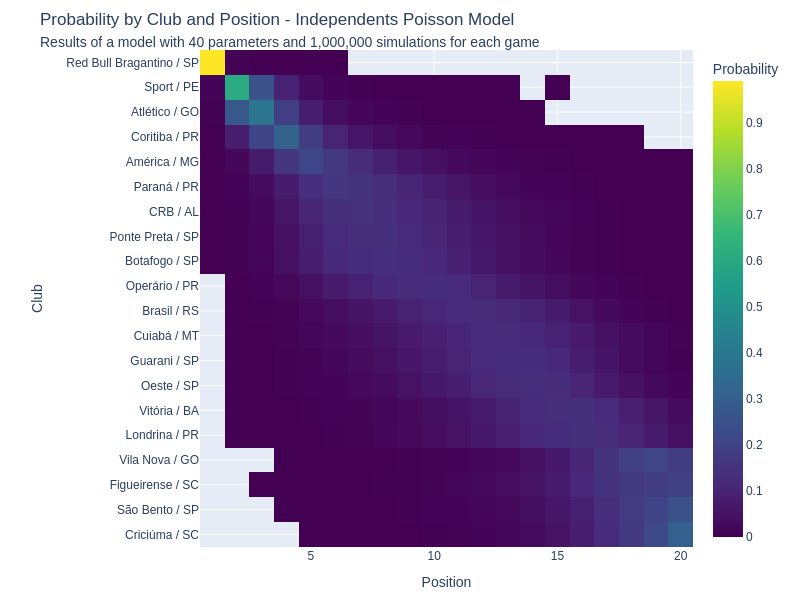 Probability by Club and Position - Independents Poisson Model
Results of a model with 40 parameters and 1,000,000 simulations for each game
Probability
Red Bull Bragantino / SP
Sport / PE
Atlético / GO
Coritiba / PR
América / MG
Paraná / PR
CRB / AL
Ponte Preta / SP
Botafogo / SP
Operário / PR
Brasil / RS
Cuiabá / MT
Guarani / SP
Oeste / SP
Vitória / BA
Londrina / PR
Vila Nova / GO
Figueirense / SC
São Bento / SP
Criciúma / SC
Club
5
10
15
20
Position
0.9
0.8
0.7
0.6
0.5
0.4
0.3
0.2
0.1
0